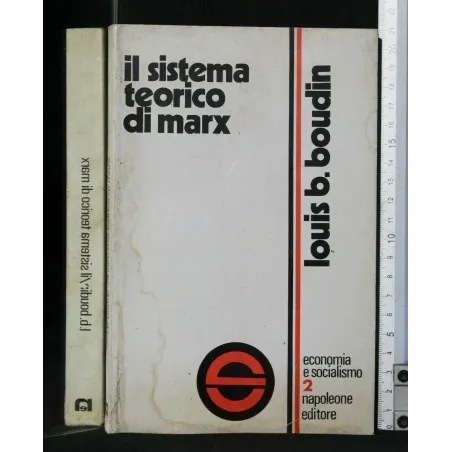 il sistema
teorico
di marx
louis b. boudin
economia
e socialismo
2
napoleone
editore
l.b. boudin/il sistema teorico di marx